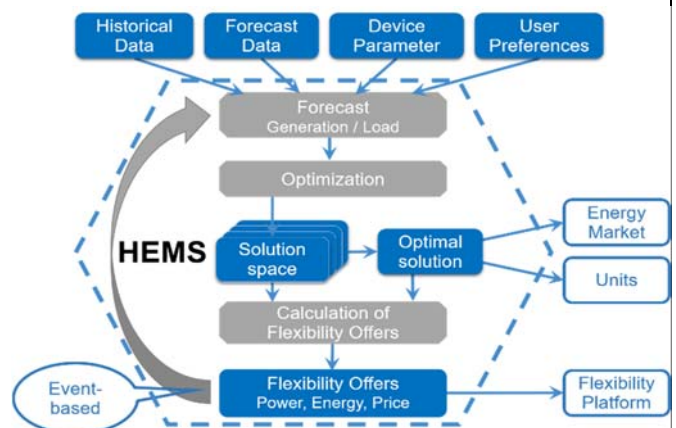 Historical
Data
Forecast
Data
Device
Parameter
User
Preferences
Forecast
Generation / Load
Optimization
HEMS
Solution
space
Optimal
solution
Energy
Market
Units
Calculation of
Flexibility Offers
Event-
based
Flexibility Offers
Power, Energy, Price
Flexibility
Platform